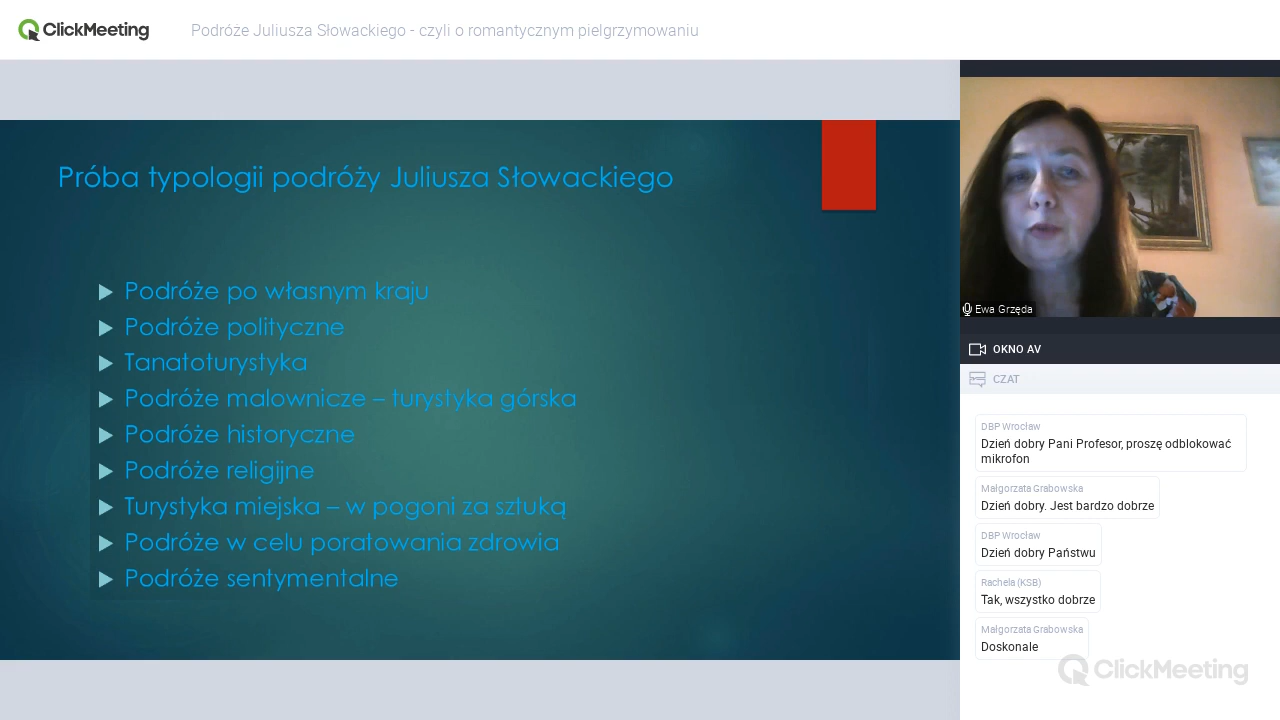 ClickMeeting
Podróże Juliusza Słowackiego - czyli o romantycznym pielgrzymowaniu
Próba typologii podróży Juliusza Słowackiego
Podróże po własnym kraju
Podróże polityczne
Tanatoturystyka
Podróże malownicze – turystyka górska
Podróże historyczne
Podróże religijne
Turystyka miejska – w pogoni za sztuką
Podróże w celu poratowania zdrowia
Podróże sentymentalne
Ewa Grzęda
OKNO AV
CZAT
DBP Wrocław
Dzień dobry Pani Profesor, proszę odblokować
mikrofon
Małgorzata Grabowska
Dzień dobry. Jest bardzo dobrze
DBP Wrocław
Dzień dobry Państwu
Rachela (KSB)
Tak, wszystko dobrze
Małgorzata Grabowska
Doskonale
ClickMeeting